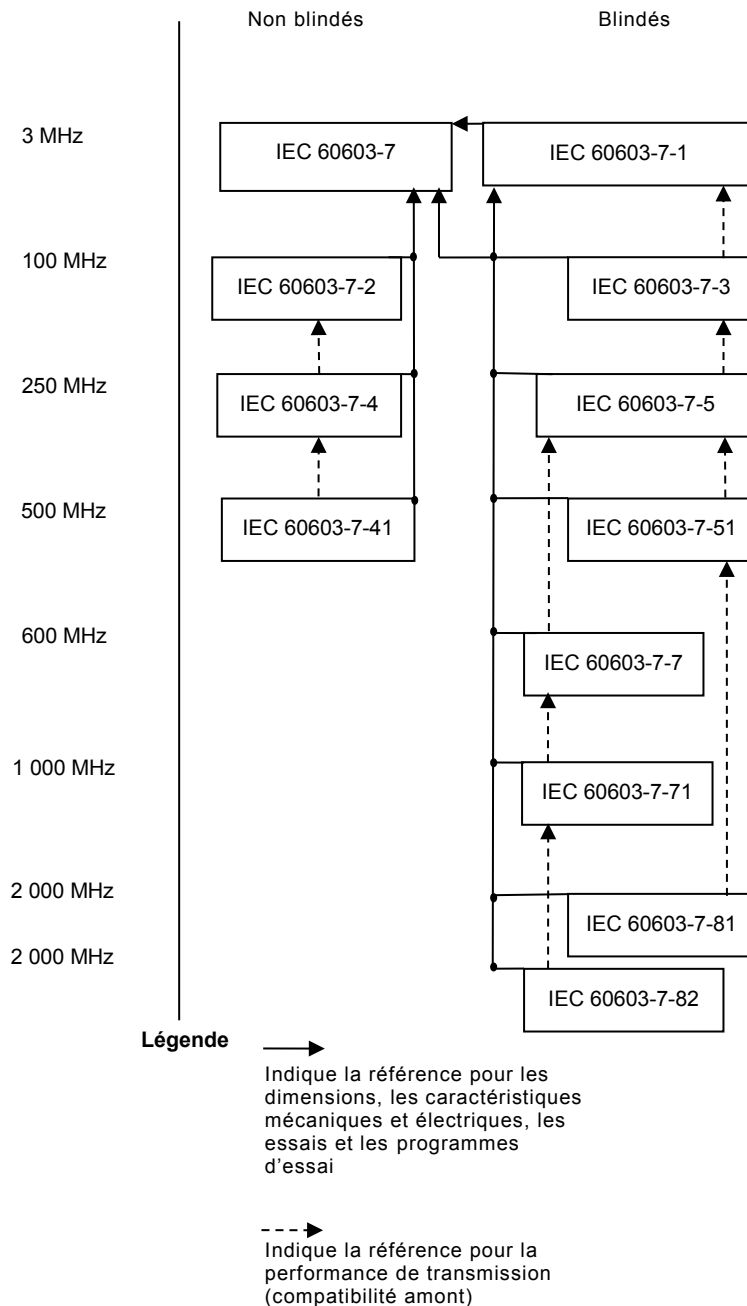 Non blindés
Blindés
3 MHz
IEC 60603-7
IEC 60603-7-1
100 MHz
IEC 60603-7-2
IEC 60603-7-3
250 MHz
IEC 60603-7-4
IEC 60603-7-5
500 MHz
IEC 60603-7-41
IEC 60603-7-51
600 MHz
IEC 60603-7-7
1 000 MHz
IEC 60603-7-71
2 000 MHz
IEC 60603-7-81
2 000 MHz
IEC 60603-7-82
Légende
Indique la référence pour les
dimensions, les caractéristiques
mécaniques et électriques, les
essais et les programmes
d’essai
Indique la référence pour la
performance de transmission
(compatibilité amont)